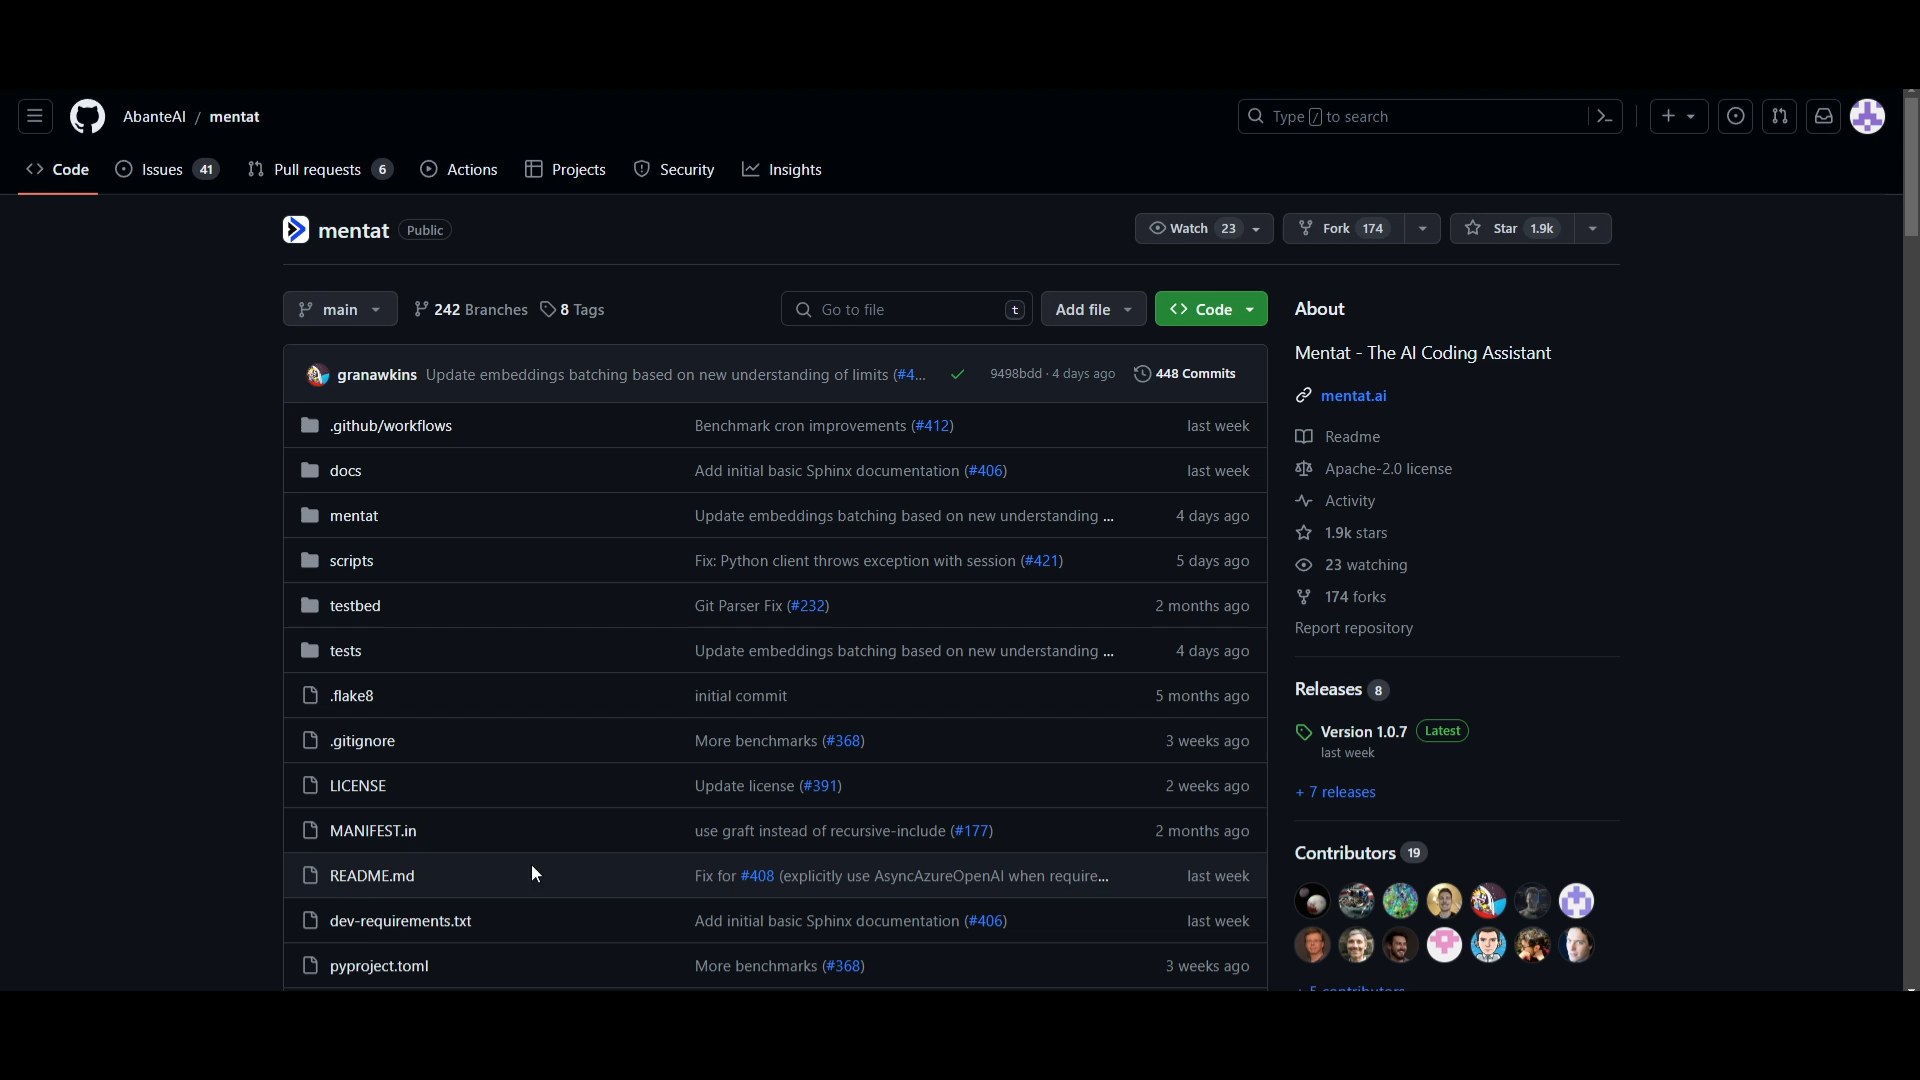 AbanteAI / mentat
Type / to search
Code
Issues 41
Pull requests 6
Actions
Projects
Security
Insights
mentat Public
Watch 23
Fork 174
Star 1.9k
main
242 Branches
8 Tags
Go to file t
Add file
Code
granawkins Update embeddings batching based on new understanding of limits (#4... 9498bdd · 4 days ago 448 Commits
.github/workflows Benchmark cron improvements (#412) last week
docs Add initial basic Sphinx documentation (#406) last week
mentat Update embeddings batching based on new understanding ... 4 days ago
scripts Fix: Python client throws exception with session (#421) 5 days ago
testbed Git Parser Fix (#232) 2 months ago
tests Update embeddings batching based on new understanding ... 4 days ago
.flake8 initial commit 5 months ago
.gitignore More benchmarks (#368) 3 weeks ago
LICENSE Update license (#391) 2 weeks ago
MANIFEST.in use graft instead of recursive-include (#177) 2 months ago
README.md Fix for #408 (explicitly use AsyncAzureOpenAI when require... last week
dev-requirements.txt Add initial basic Sphinx documentation (#406) last week
pyproject.toml More benchmarks (#368) 3 weeks ago
About
Mentat - The AI Coding Assistant
mentat.ai
Readme
Apache-2.0 license
Activity
1.9k stars
23 watching
174 forks
Report repository
Releases 8
Version 1.0.7 Latest
last week
+ 7 releases
Contributors 19
+ 5 contributors